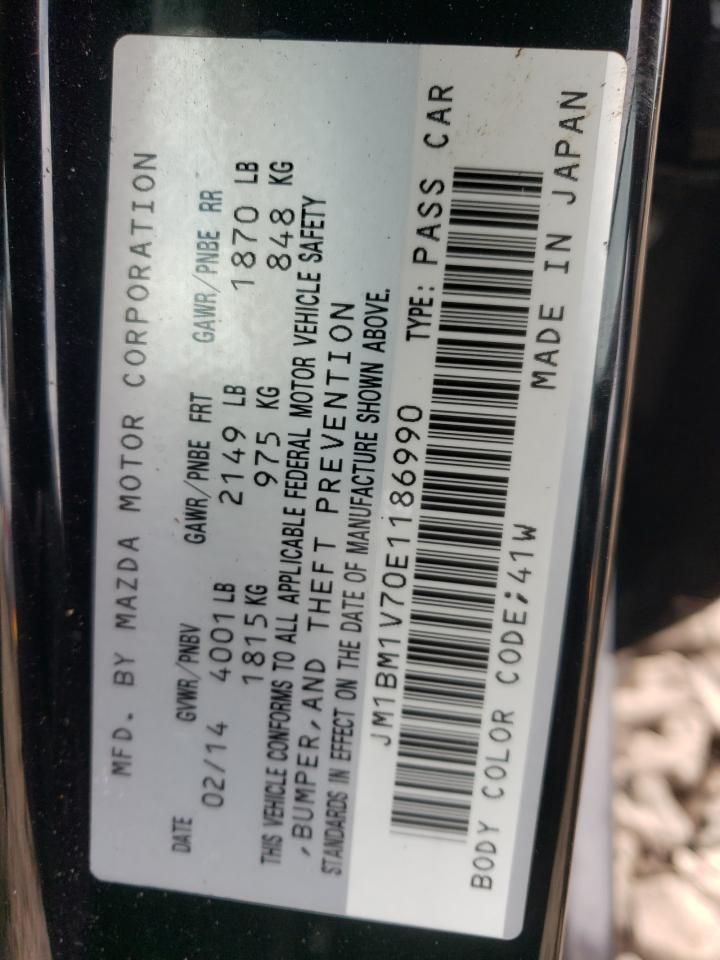 MFD. BY MAZDA MOTOR CORPORATION
DATE GVWR/PNBV GAWR/PNBE FRT GAWR/PNBE RR
02/14 4001 LB 2149 LB 1870 LB
1815 KG 975 KG 848 KG
THIS VEHICLE CONFORMS TO ALL APPLICABLE FEDERAL MOTOR VEHICLE SAFETY
,BUMPER,AND THEFT PREVENTION
STANDARDS IN EFFECT ON THE DATE OF MANUFACTURE SHOWN ABOVE.
JM1BM1V70E1186990 TYPE: PASS CAR
BODY COLOR CODE;41W MADE IN JAPAN